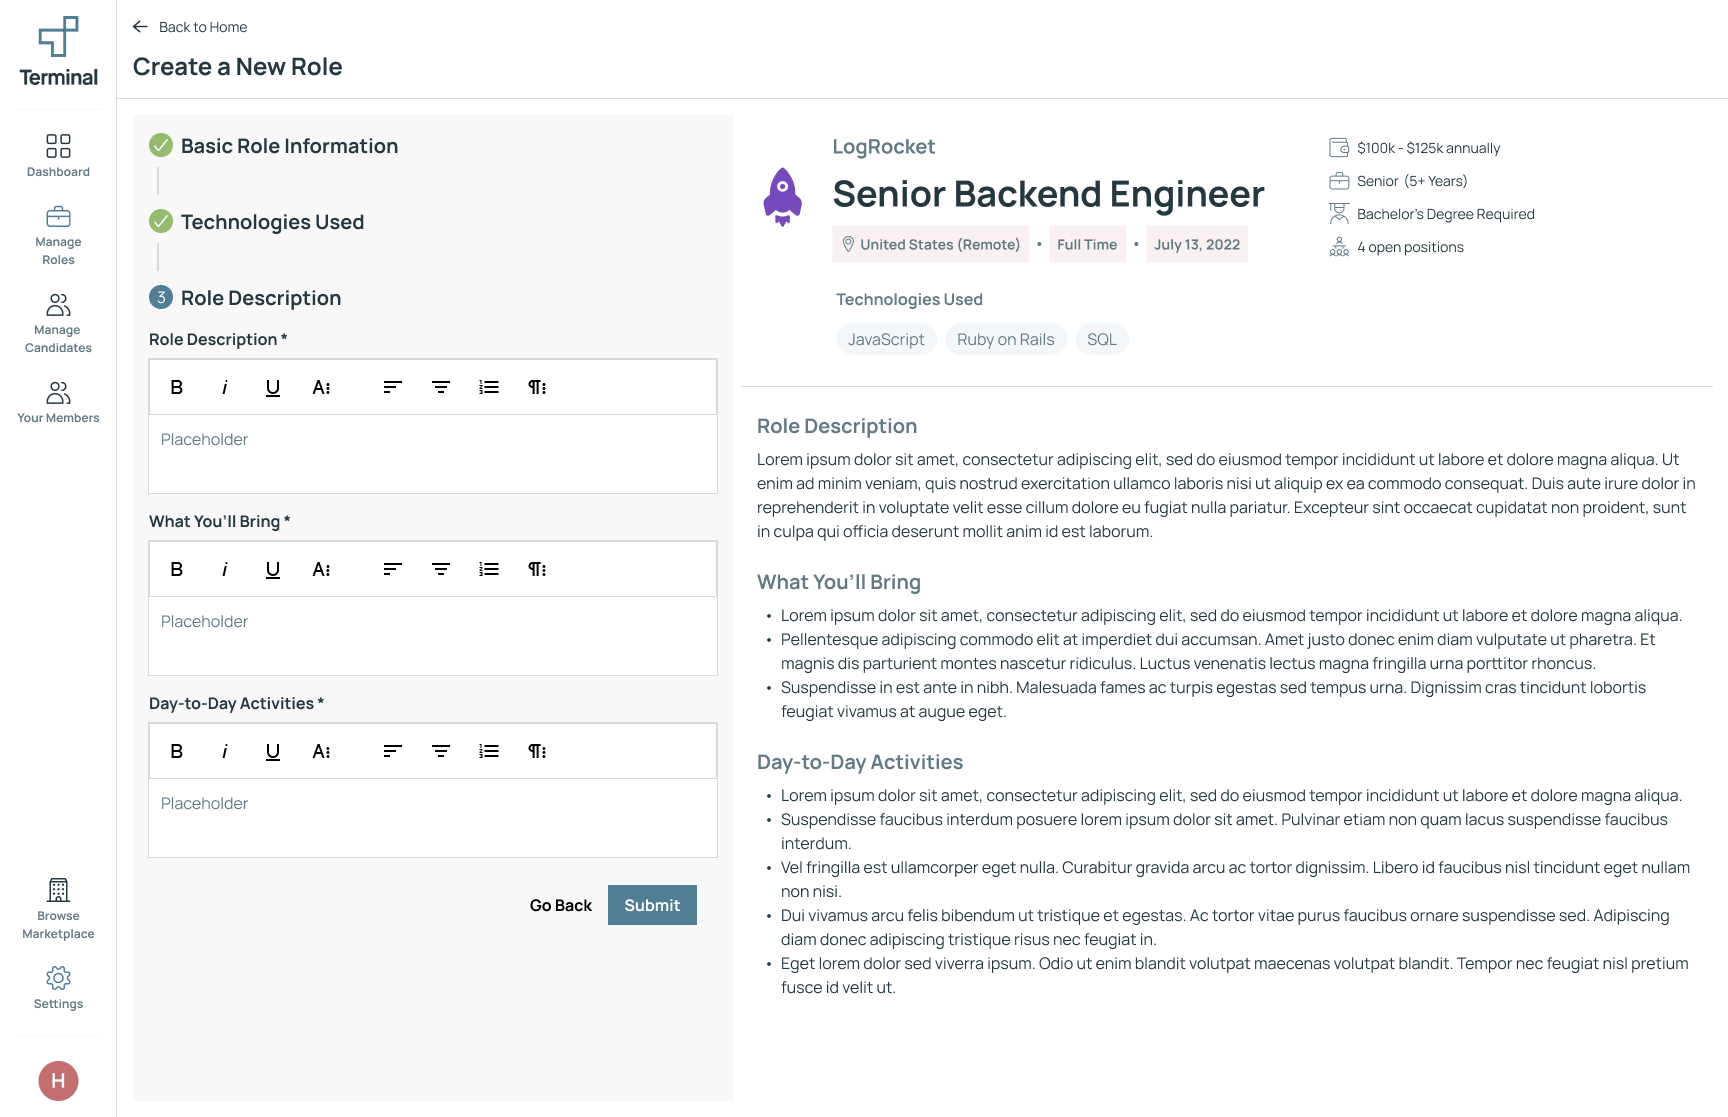 Terminal
Dashboard
Manage
Roles
Manage
Candidates
Your Members
Browse
Marketplace
Settings
H
Back to Home
Create a New Role
Basic Role Information
Technologies Used
3 Role Description
Role Description *
B i U A
Placeholder
What You'll Bring *
B i U A
Placeholder
Day-to-Day Activities *
B i U A
Placeholder
Go Back Submit
LogRocket
Senior Backend Engineer
United States (Remote) • Full Time • July 13, 2022
$100k - $125k annually
Senior (5+ Years)
Bachelor's Degree Required
4 open positions
Technologies Used
JavaScript Ruby on Rails SQL
Role Description
Lorem ipsum dolor sit amet, consectetur adipiscing elit, sed do eiusmod tempor incididunt ut labore et dolore magna aliqua. Ut
enim ad minim veniam, quis nostrud exercitation ullamco laboris nisi ut aliquip ex ea commodo consequat. Duis aute irure dolor in
reprehenderit in voluptate velit esse cillum dolore eu fugiat nulla pariatur. Excepteur sint occaecat cupidatat non proident, sunt
in culpa qui officia deserunt mollit anim id est laborum.
What You'll Bring
• Lorem ipsum dolor sit amet, consectetur adipiscing elit, sed do eiusmod tempor incididunt ut labore et dolore magna aliqua.
• Pellentesque adipiscing commodo elit at imperdiet dui accumsan. Amet justo donec enim diam vulputate ut pharetra. Et
magnis dis parturient montes nascetur ridiculus. Luctus venenatis lectus magna fringilla urna porttitor rhoncus.
• Suspendisse in est ante in nibh. Malesuada fames ac turpis egestas sed tempus urna. Dignissim cras tincidunt lobortis
feugiat vivamus at augue eget.
Day-to-Day Activities
• Lorem ipsum dolor sit amet, consectetur adipiscing elit, sed do eiusmod tempor incididunt ut labore et dolore magna aliqua.
• Suspendisse faucibus interdum posuere lorem ipsum dolor sit amet. Pulvinar etiam non quam lacus suspendisse faucibus
interdum.
• Vel fringilla est ullamcorper eget nulla. Curabitur gravida arcu ac tortor dignissim. Libero id faucibus nisl tincidunt eget nullam
non nisi.
• Dui vivamus arcu felis bibendum ut tristique et egestas. Ac tortor vitae purus faucibus ornare suspendisse sed. Adipiscing
diam donec adipiscing tristique risus nec feugiat in.
• Eget lorem dolor sed viverra ipsum. Odio ut enim blandit volutpat maecenas volutpat blandit. Tempor nec feugiat nisl pretium
fusce id velit ut.